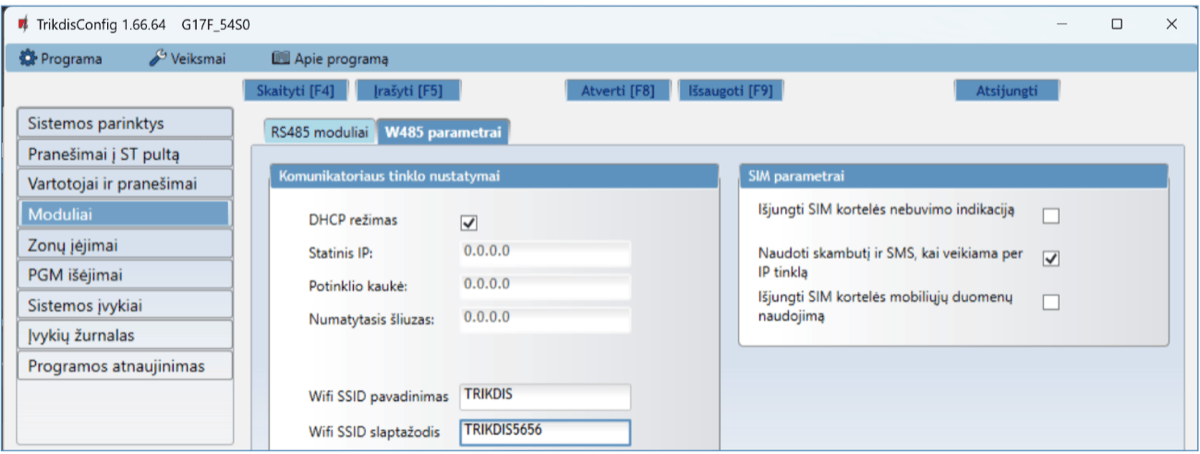 TrikdisConfig 1.66.64 G17F_54S0
Programa Veiksmai Apie programą
Skaityti [F4] Įrašyti [F5] Atverti [F8] Išsaugoti [F9] Atsijungti
Sistemos parinktys
Pranešimai į ST pultą
Vartotojai ir pranešimai
Moduliai
Zonų įėjimai
PGM išėjimai
Sistemos įvykiai
Įvykių žurnalas
Programos atnaujinimas
RS485 moduliai W485 parametrai
Komunikatoriaus tinklo nustatymai
DHCP režimas
Statinis IP: 0.0.0.0
Potinklio kaukė: 0.0.0.0
Numatytasis šliuzas: 0.0.0.0
Wifi SSID pavadinimas TRIKDIS
Wifi SSID slaptažodis TRIKDIS5656
SIM parametrai
Išjungti SIM kortelės nebuvimo indikaciją
Naudoti skambutį ir SMS, kai veikiama per
IP tinklą
Išjungti SIM kortelės mobiliųjų duomenų
naudojimą